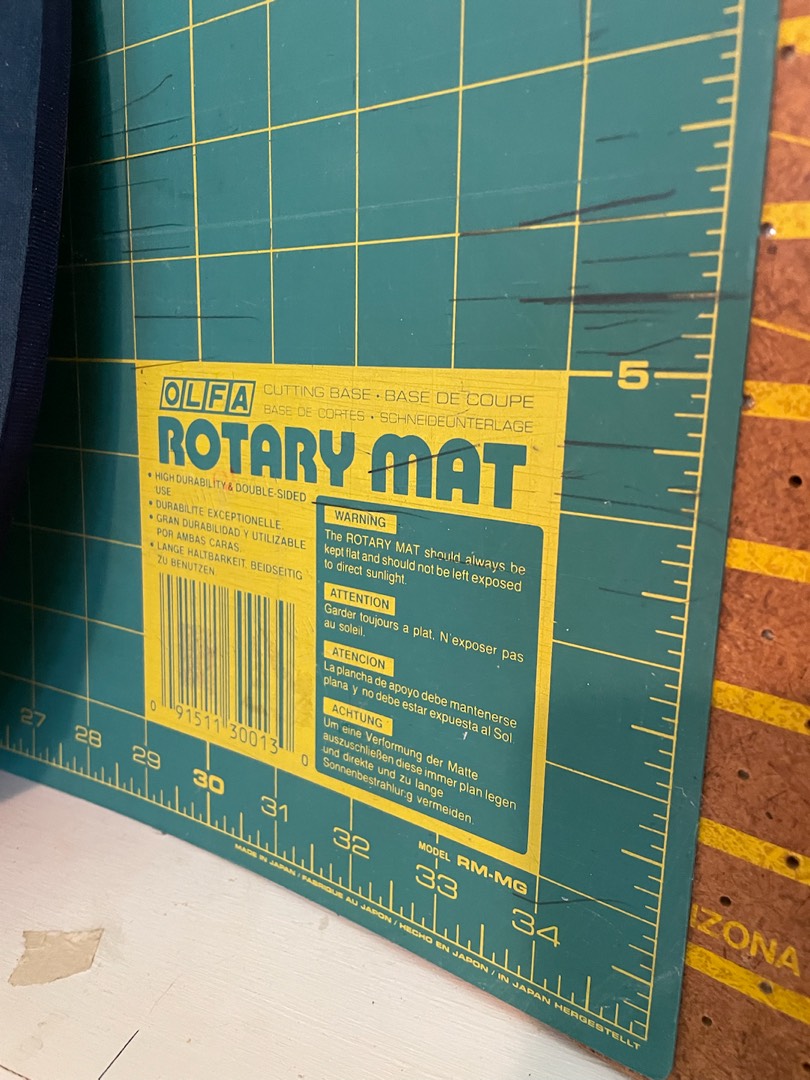 5
OLFA
CUTTING BASE · BASE DE COUPE
BASE DE CORTES · SCHNEIDEUNTERLAGE
ROTARY MAT
• HIGH DURABILITY & DOUBLE-SIDED
USE
• DURABILITE EXCEPTIONELLE.
• GRAN DURABILIDAD Y UTILIZABLE
POR AMBAS CARAS.
• LANGE HALTBARKEIT, BEIDSEITIG
ZU BENUTZEN.
0 91511 30013 0
WARNING
The ROTARY MAT should always be
kept flat and should not be left exposed
to direct sunlight.
ATTENTION
Garder toujours a plat. N'exposer pas
au soleil.
ATENCION
La plancha de apoyo debe mantenerse
plana y no debe estar expuesta al Sol
ACHTUNG
Um eine Verformung der Matte
auszuschließen diese immer plan legen
und direkte und zu lange
Sonnenbestrahlung vermeiden.
MODEL RM-MG
27 28 29 30 31 32 33 34
MADE IN JAPAN / FABRIQUE AU JAPON / HECHO EN JAPON / IN JAPAN HERGESTELLT
IZONA